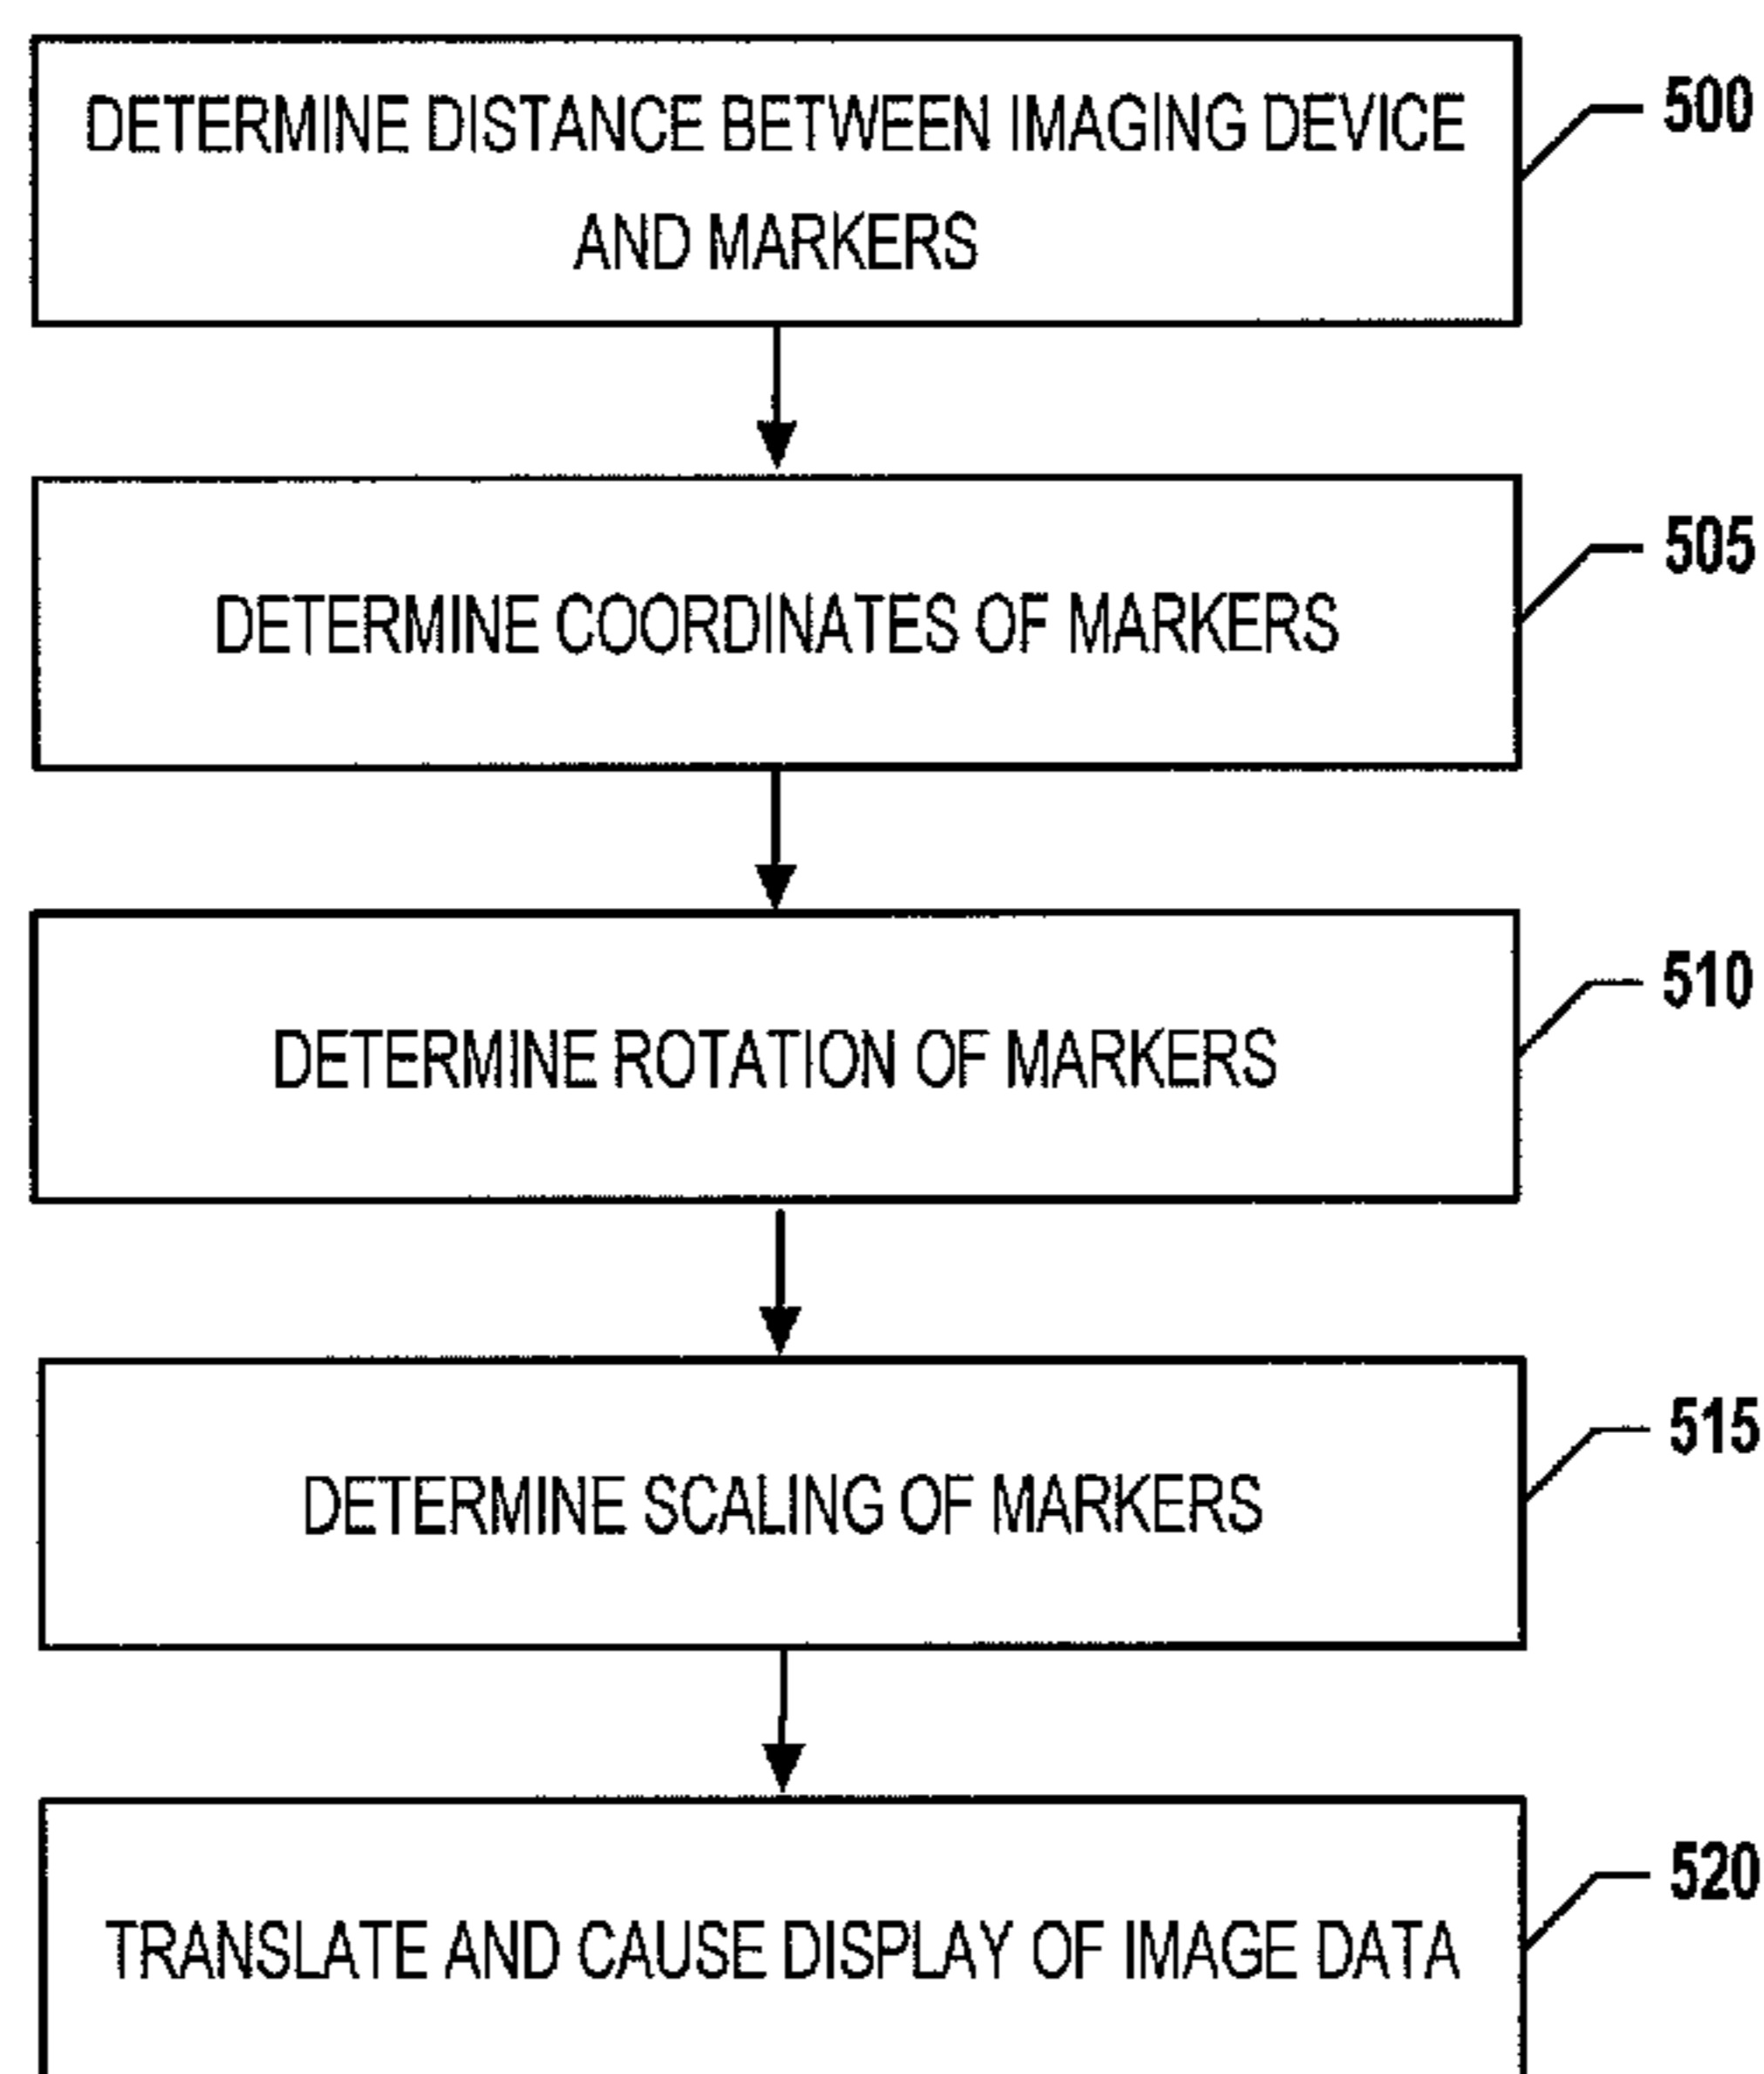 DETERMINE DISTANCE BETWEEN IMAGING DEVICE
AND MARKERS
500
DETERMINE COORDINATES OF MARKERS
505
DETERMINE ROTATION OF MARKERS
510
DETERMINE SCALING OF MARKERS
515
TRANSLATE AND CAUSE DISPLAY OF IMAGE DATA
520